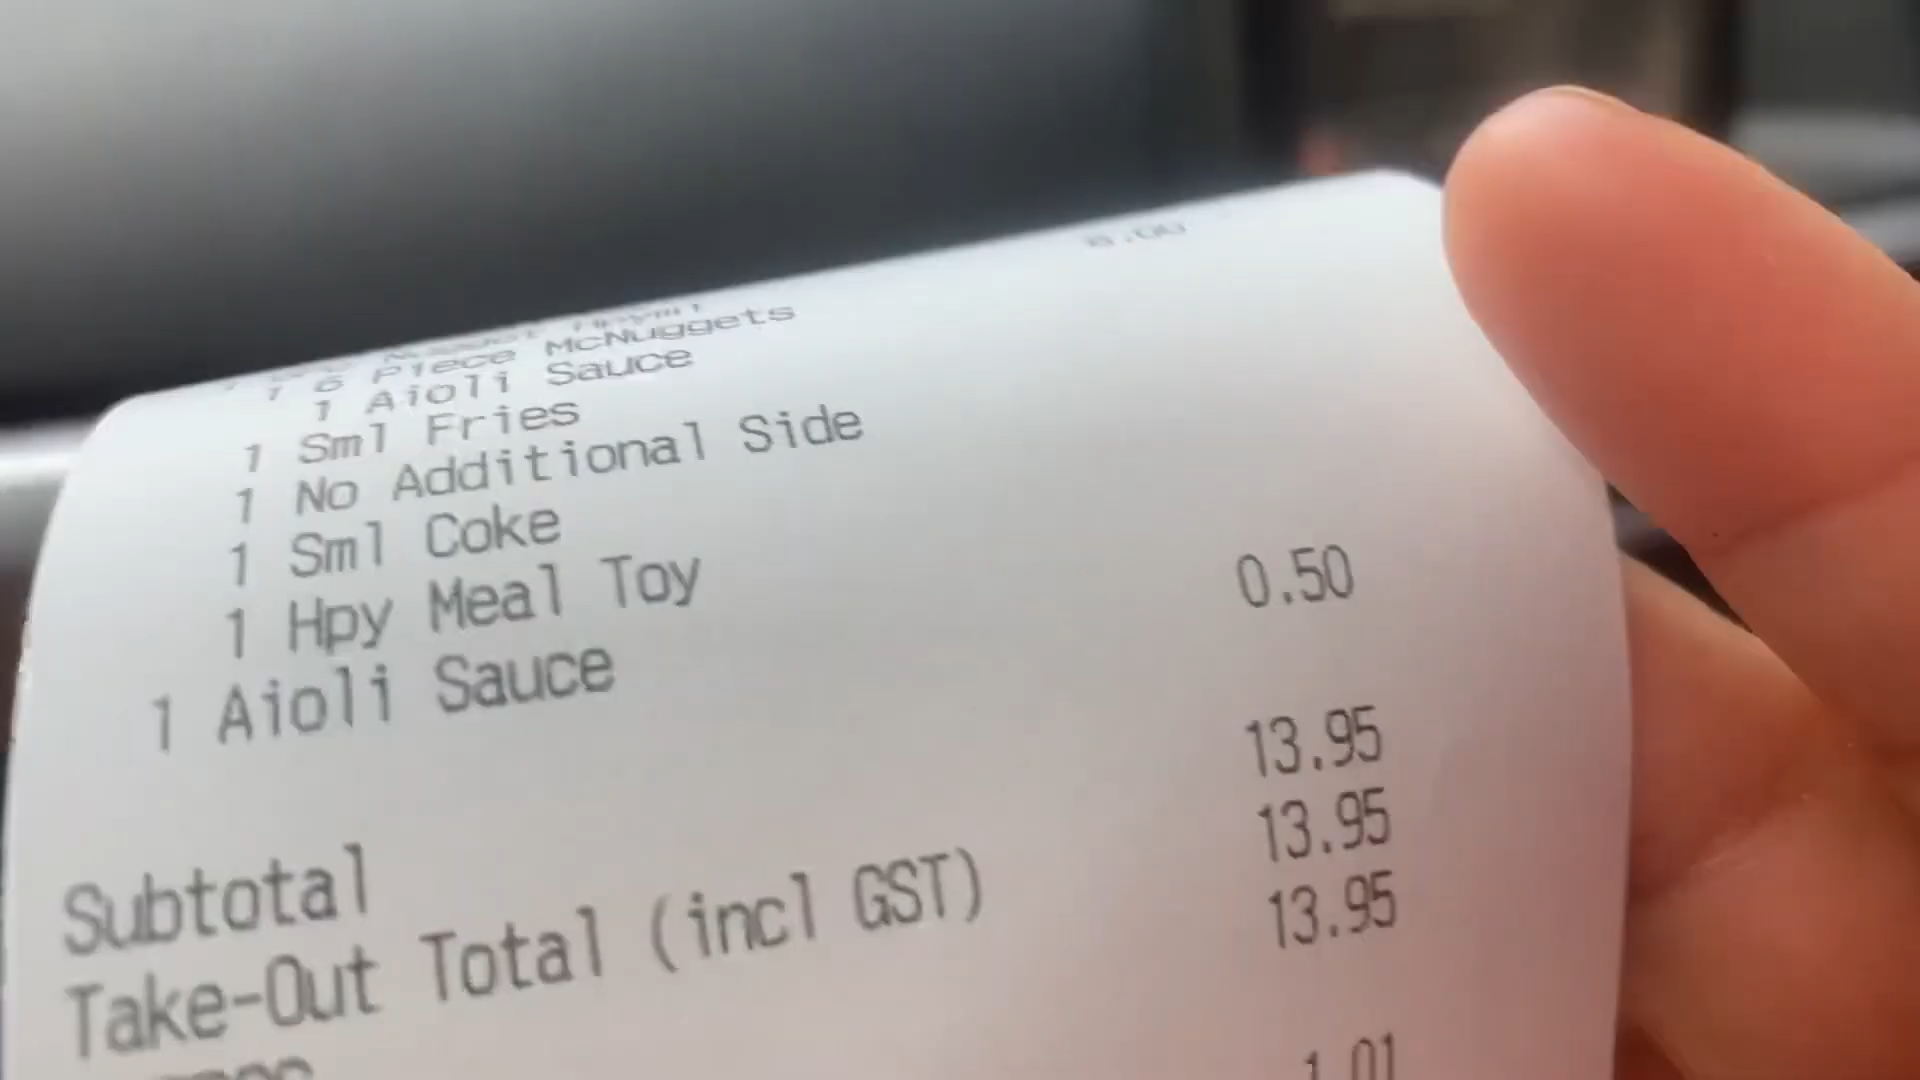 1 6 Piece McNuggets
1 Aioli Sauce
1 Sml Fries
1 No Additional Side
1 Sml Coke
1 Hpy Meal Toy
1 Aioli Sauce 0.50
Subtotal 13.95
Take-Out Total (incl GST) 13.95
13.95
1.01